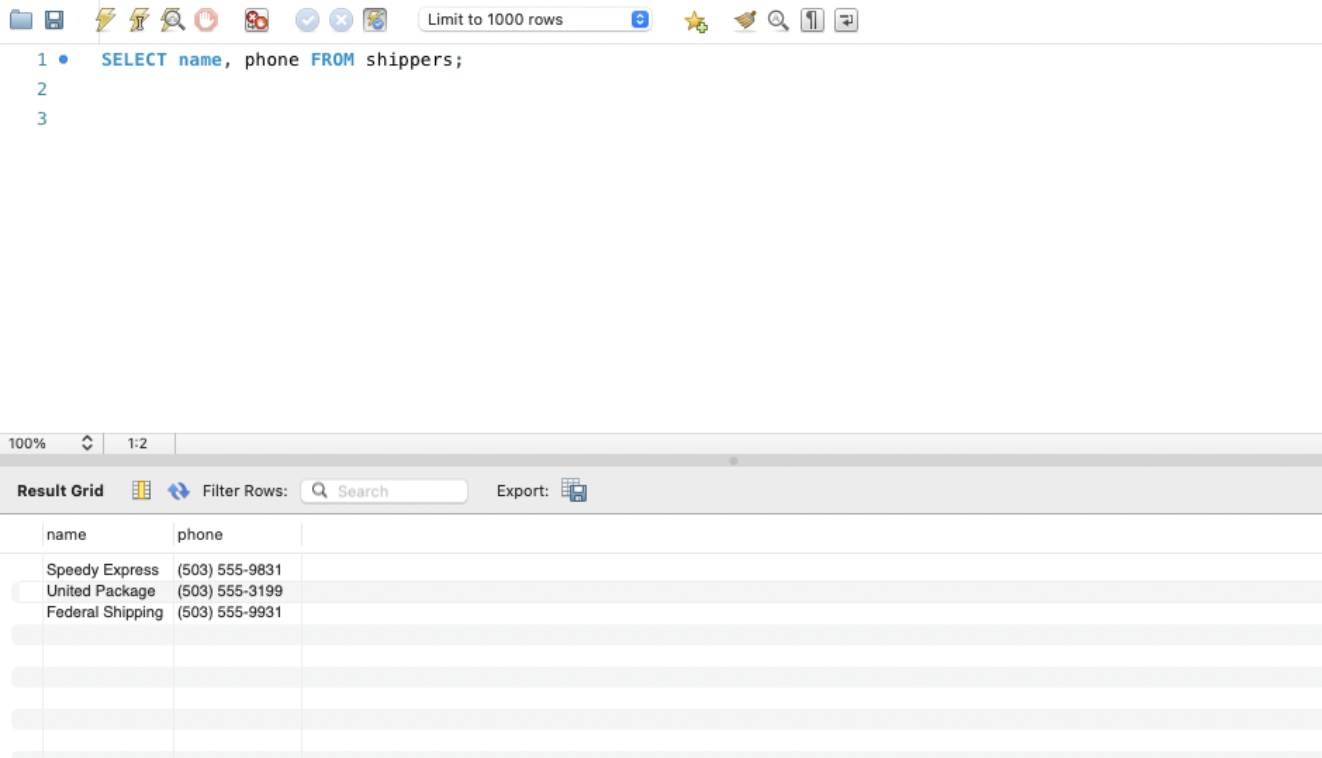 Limit to 1000 rows
1 SELECT name, phone FROM shippers;
2
3
100% 1:2
Result Grid Filter Rows: Search Export:
name phone
Speedy Express (503) 555-9831
United Package (503) 555-3199
Federal Shipping (503) 555-9931